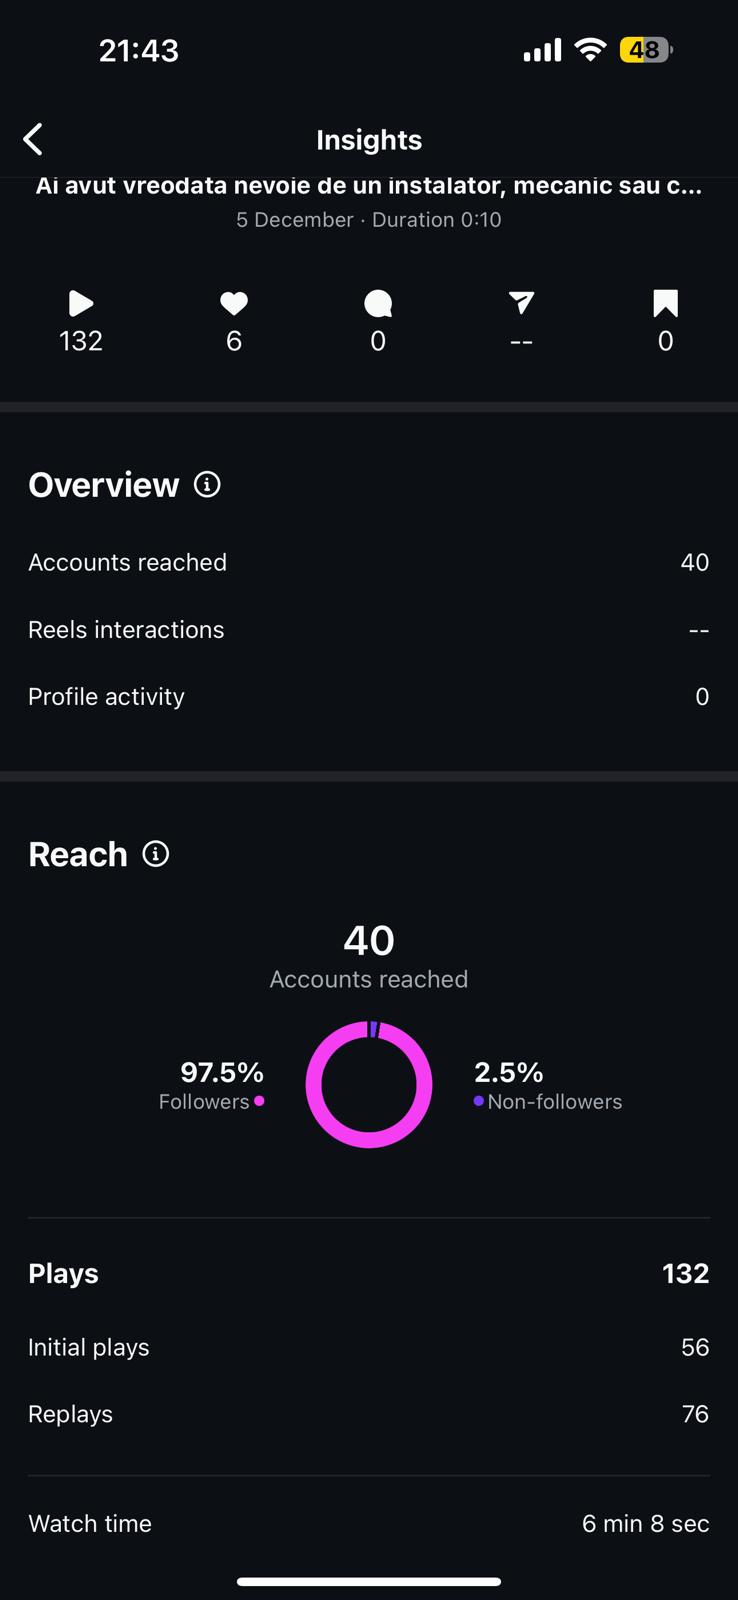 21:43
48
Insights
Ai avut vreodata nevoie de un instalator, mecanic sau c...
5 December · Duration 0:10
132
6
0
--
0
Overview
Accounts reached
40
Reels interactions
--
Profile activity
0
Reach
40
Accounts reached
97.5%
Followers
2.5%
Non-followers
Plays
132
Initial plays
56
Replays
76
Watch time
6 min 8 sec